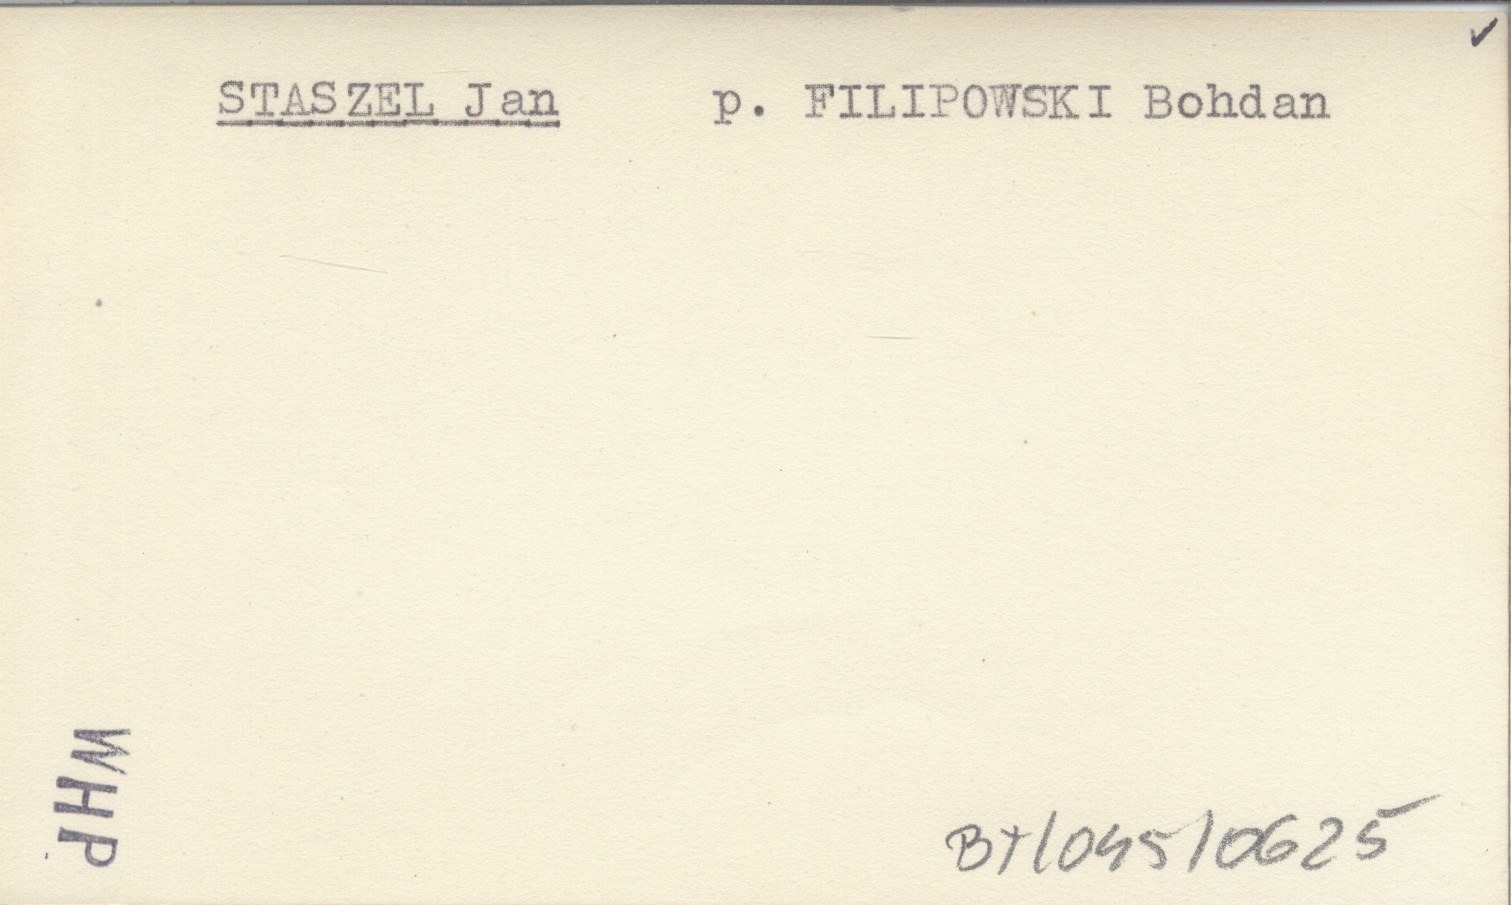 STASZEL Jan p. FILIPOWSKI Bohdan
WHP
Bt/045/0625